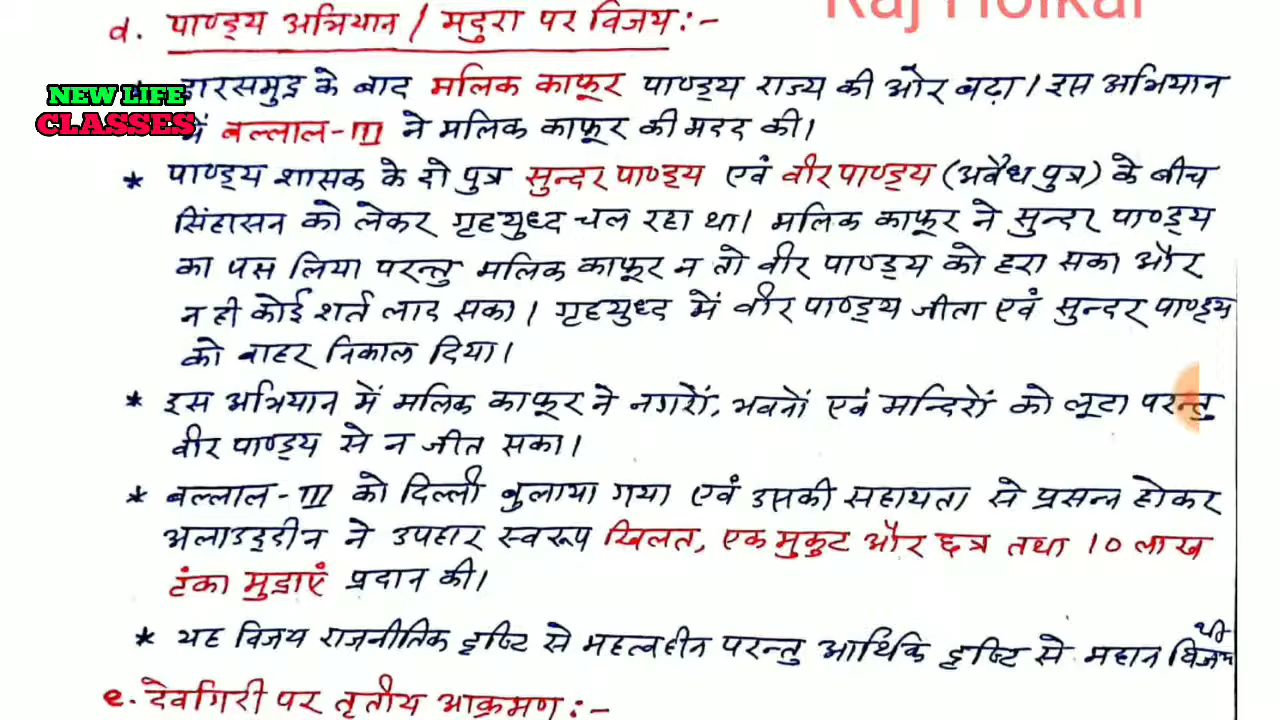 Raj Holkar
d. पाण्ड्य अभियान / मदुरा पर विजय :-
NEW LIFE
CLASSES
द्वारसमुद्र के बाद मलिक काफूर पाण्ड्य राज्य की और बढ़ा। इस अभियान
में बल्लाल-III ने मलिक काफूर की मदद की।
* पाण्ड्य शासक के दो पुत्र सुन्दर पाण्ड्य एवं वीर पाण्ड्य (अवैध पुत्र) के बीच
सिंहासन को लेकर गृहयुध्द चल रहा था। मलिक काफूर ने सुन्दर पाण्ड्य
का पक्ष लिया परन्तु मलिक काफूर न तो वीर पाण्ड्य को हरा सका और
न ही कोई शर्त लाद सका। गृहयुध्द में वीर पाण्ड्य जीता एवं सुन्दर पाण्ड्य
को बाहर निकाल दिया।
* इस अभियान में मलिक काफूर ने नगरों, भवनों एवं मन्दिरों को लूटा परन्तु
वीर पाण्ड्य से न जीत सका।
* बल्लाल-III को दिल्ली बुलाया गया एवं उसकी सहायता से प्रसन्न होकर
अलाउद्दीन ने उपहार स्वरूप खिलत, एक मुकुट और छत्र तथा 10 लाख
टंका मुद्राएं प्रदान की।
* यह विजय राजनीतिक दृष्टि से महत्वहीन परन्तु आर्थिक दृष्टि से महान विजय थी
e. देवगिरी पर तृतीय आक्रमण :-